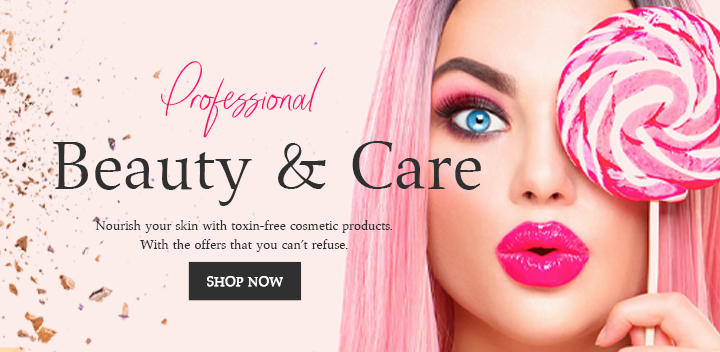 Professional
Beauty & Care
Nourish your skin with toxin-free cosmetic products.
With the offers that you can't refuse.
SHOP NOW